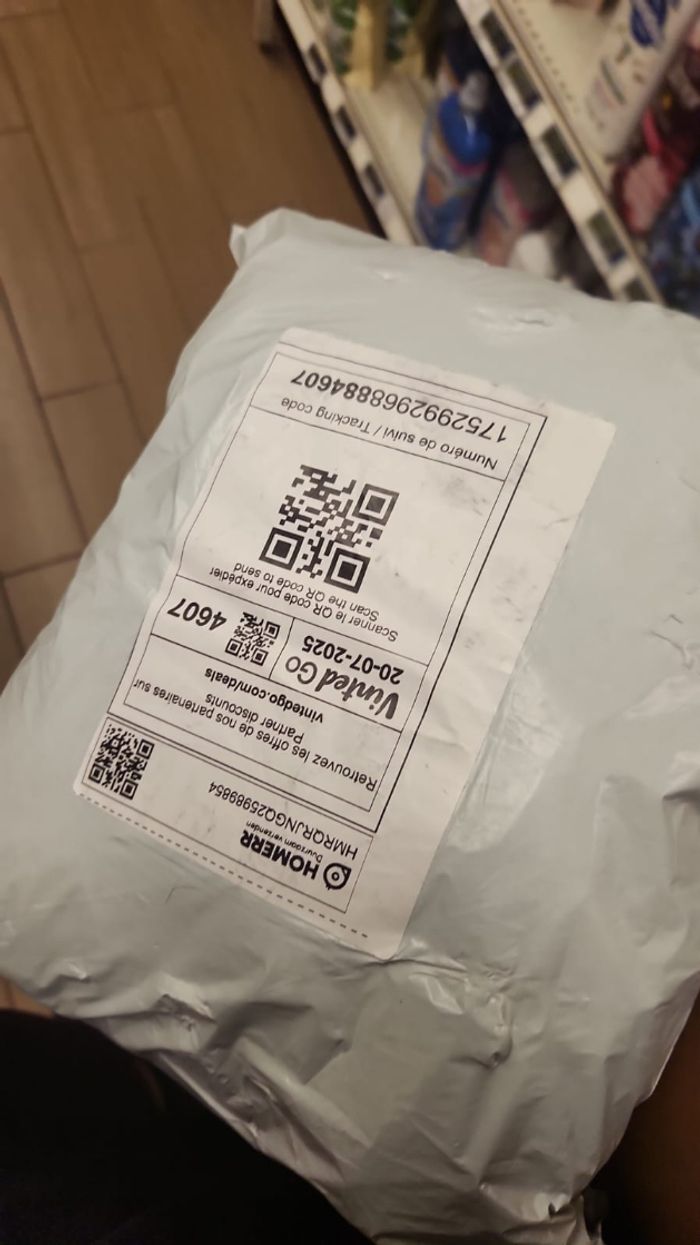 HOMERR
Duurzaam verzenden
HMRQRJNGQ25989854
Retrouvez les offres de nos partenaires sur
Partner discounts
vintedgo.com/deals
Vinted Go
20-07-2025
4607
Scanner le QR code pour expédier
Scan the QR code to send
Numéro de suivi / Tracking code
1752992968884607